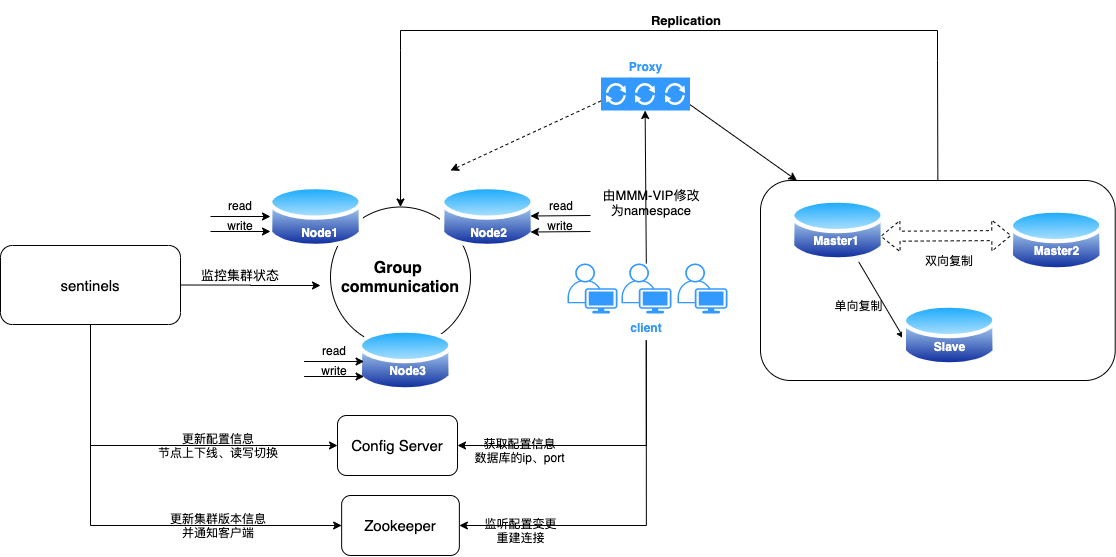 Replication
Proxy
由MMM-VIP修改
为namespace
read
write
Node1
Node2
read
write
Group
communication
sentinels
监控集群状态
Master1
Master2
双向复制
单向复制
Slave
client
read
write
Node3
更新配置信息
节点上下线、读写切换
Config Server
获取配置信息
数据库的ip、port
更新集群版本信息
并通知客户端
Zookeeper
监听配置变更
重建连接